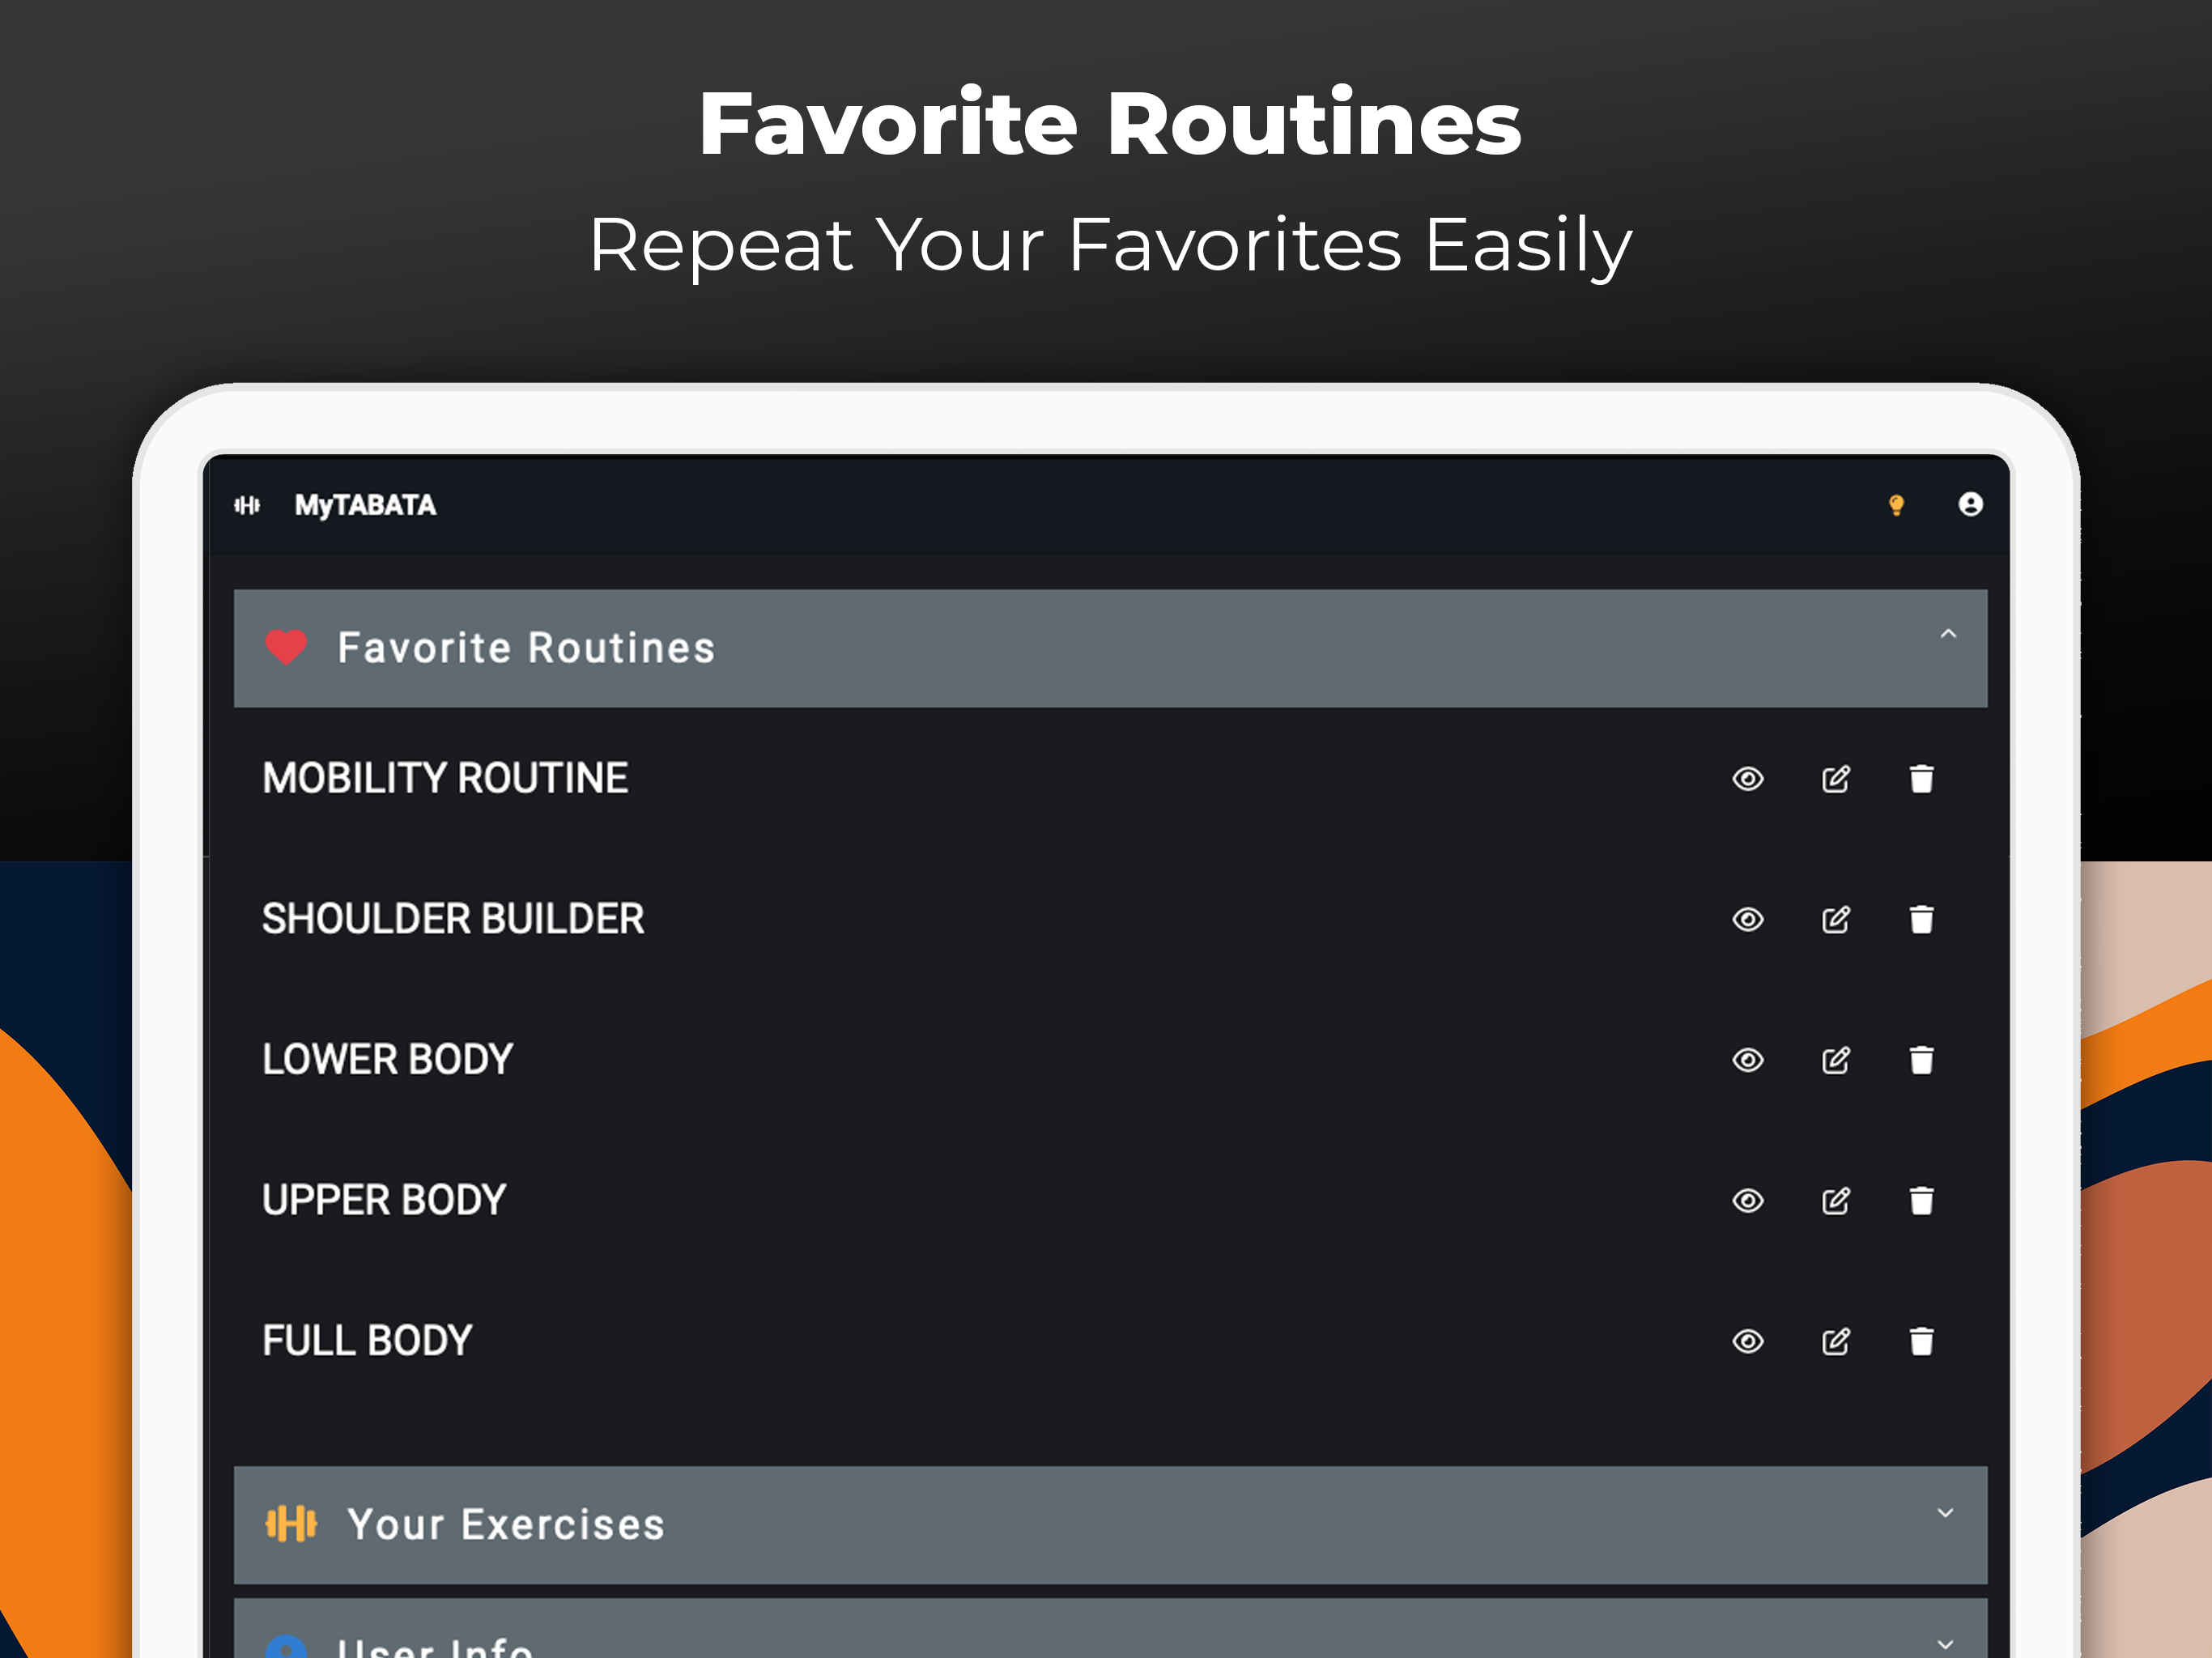 Favorite Routines
Repeat Your Favorites Easily
MyTABATA
Favorite Routines
MOBILITY ROUTINE
SHOULDER BUILDER
LOWER BODY
UPPER BODY
FULL BODY
Your Exercises
User Info